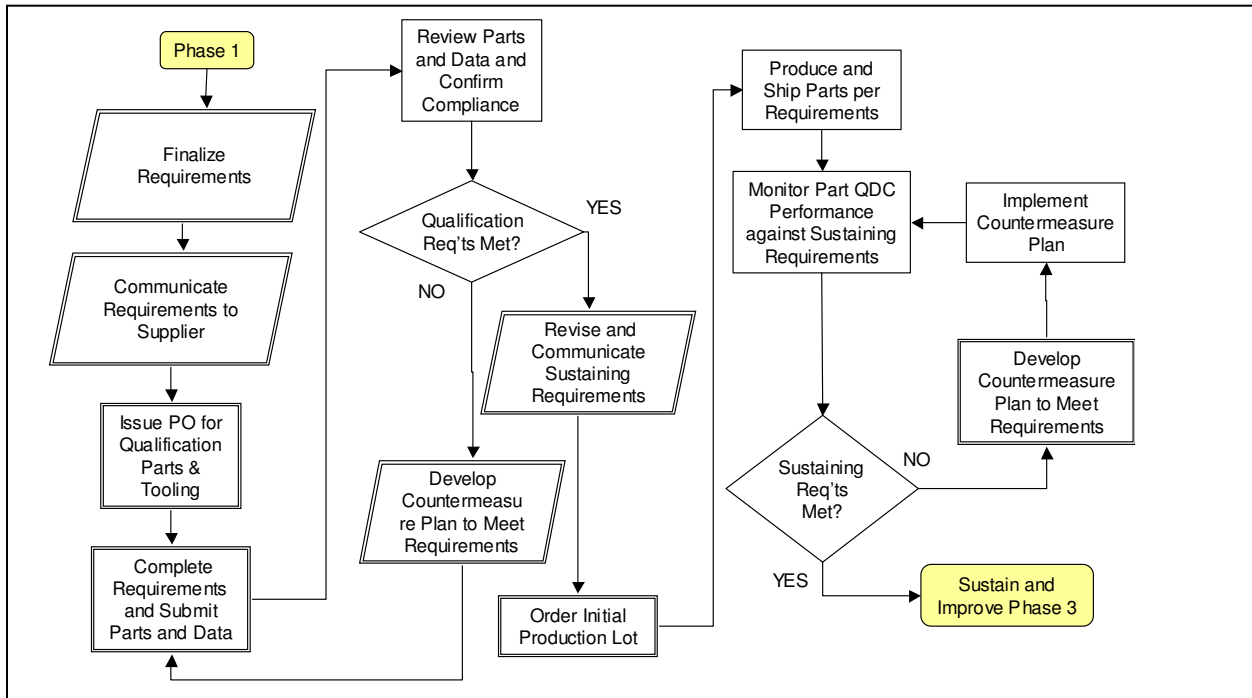 Phase 1
Finalize
Requirements
Communicate
Requirements to
Supplier
Issue PO for
Qualification
Parts &
Tooling
Complete
Requirements
and Submit
Parts and Data
Review Parts
and Data and
Confirm
Compliance
Qualification
Req'ts Met?
YES
NO
Revise and
Communicate
Sustaining
Requirements
Develop
Countermeasu
re Plan to Meet
Requirements
Order Initial
Production Lot
Produce and
Ship Parts per
Requirements
Monitor Part QDC
Performance
against Sustaining
Requirements
Implement
Countermeasure
Plan
Develop
Countermeasure
Plan to Meet
Requirements
Sustaining
Req'ts
Met?
NO
YES
Sustain and
Improve Phase 3